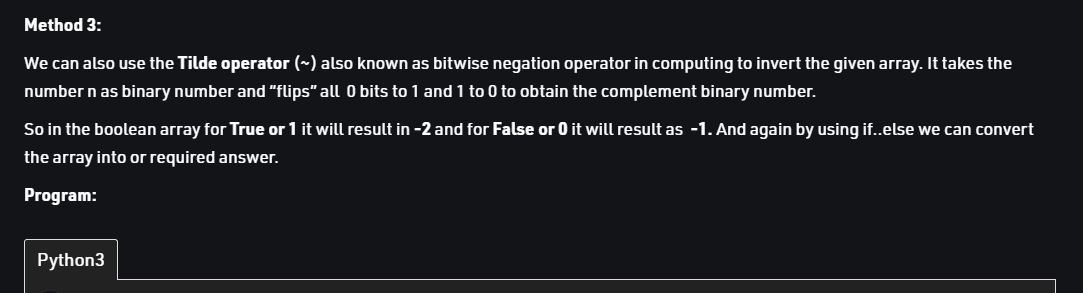 Method 3:
We can also use the Tilde operator (~) also known as bitwise negation operator in computing to invert the given array. It takes the
number n as binary number and “flips” all 0 bits to 1 and 1 to 0 to obtain the complement binary number.
So in the boolean array for True or 1 it will result in -2 and for False or 0 it will result as -1. And again by using if..else we can convert
the array into or required answer.
Program:
Python3